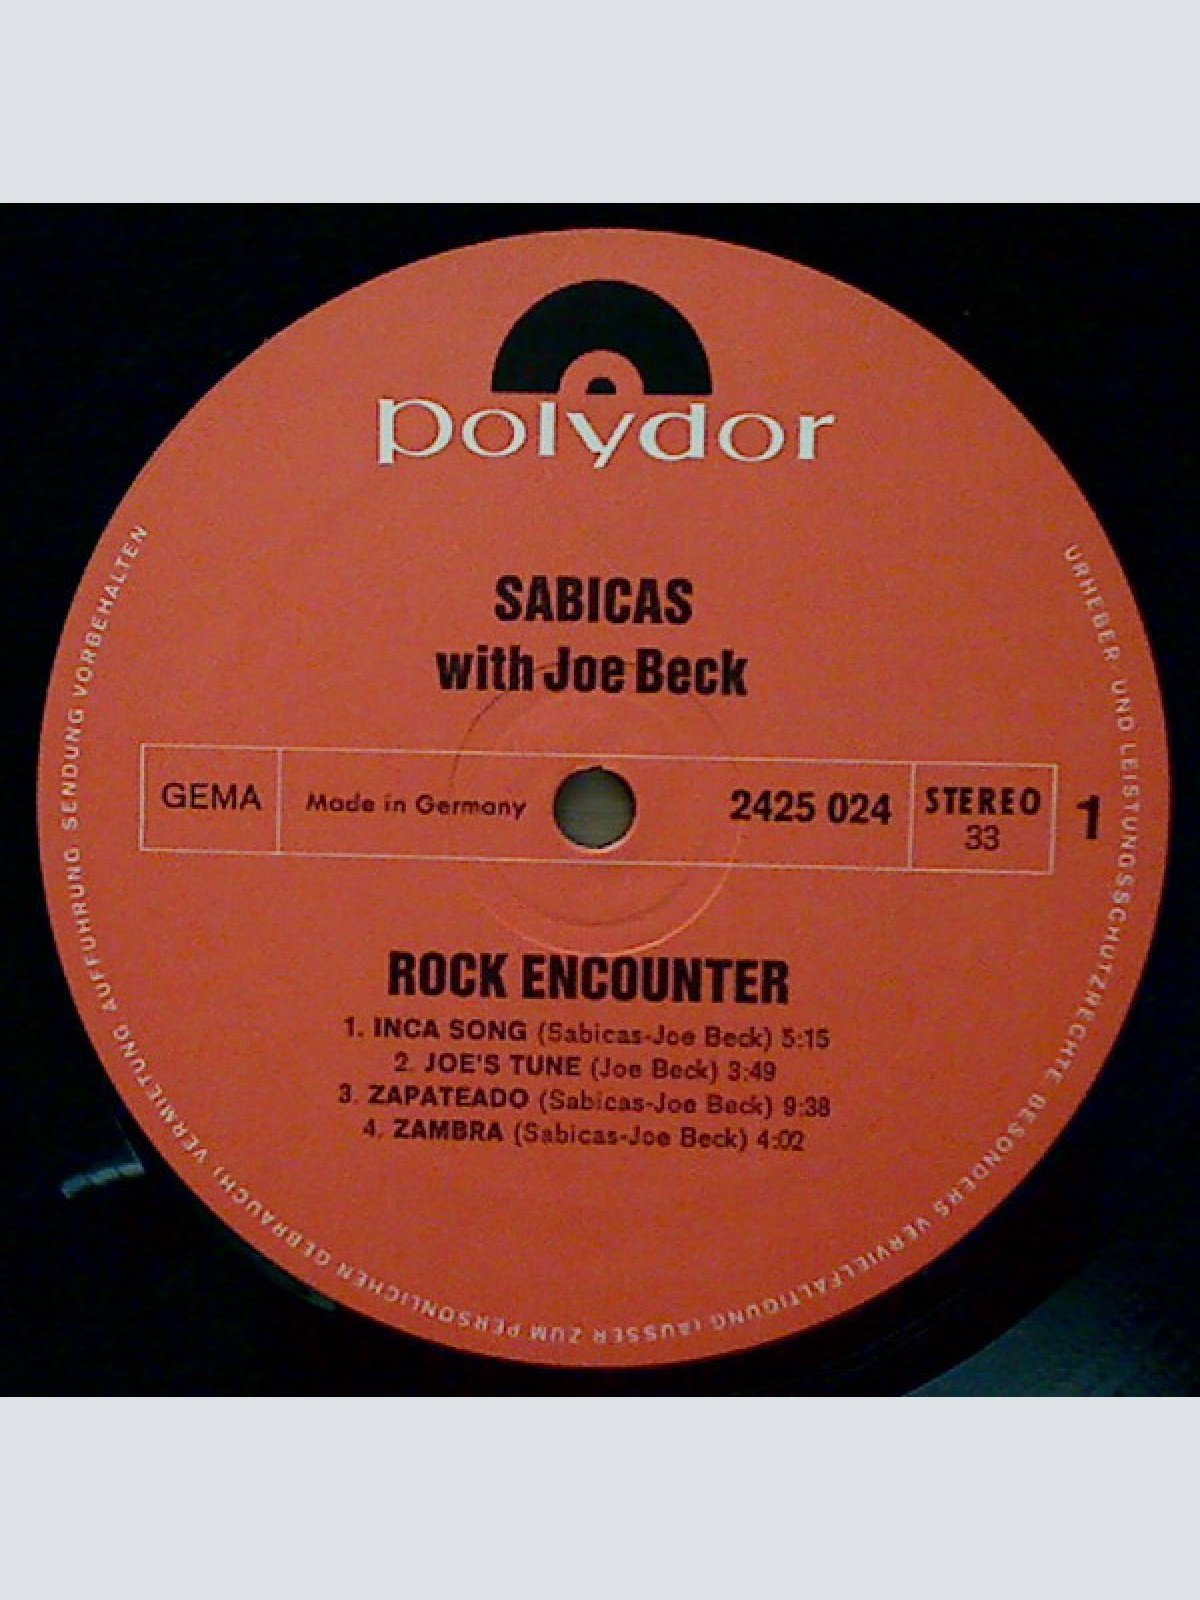 polydor
SABICAS
with Joe Beck
GEMA
Made in Germany
2425 024
STEREO
33
1
ROCK ENCOUNTER
1. INCA SONG (Sabicas-Joe Beck) 5:15
2. JOE'S TUNE (Joe Beck) 3:49
3. ZAPATEADO (Sabicas-Joe Beck) 9:38
4. ZAMBRA (Sabicas-Joe Beck) 4:02
URHEBER- UND LEISTUNGSSCHUTZRECHTE BESONDERS VERVIELFÄLTIGUNG (AUSSER ZUM PERSÖNLICHEN GEBRAUCH) VERMIETUNG AUFFÜHRUNG SENDUNG VORBEHALTEN